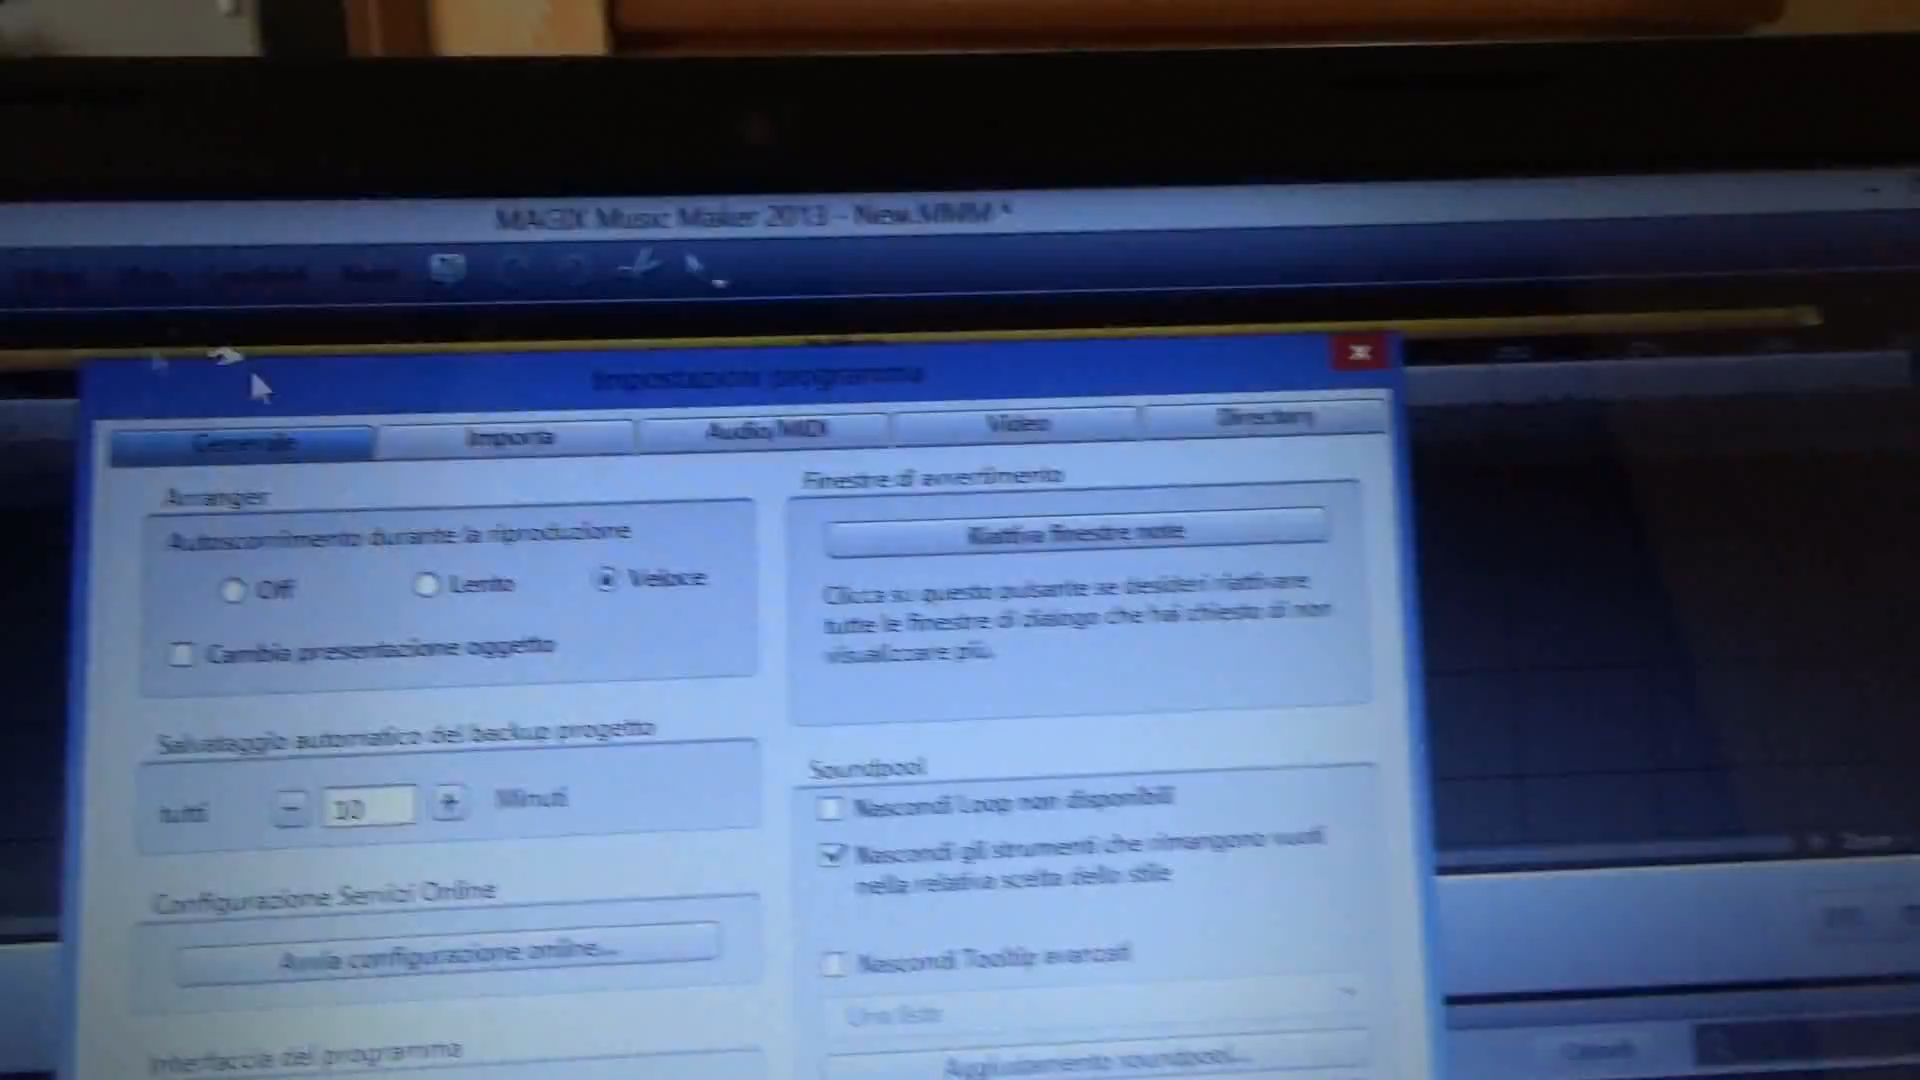 MAGIX Music Maker 2013 - New.MMM *
Impostazioni programma
Generale
Importa
Audio/MIDI
Video
Directory
Arranger
Autoscorrimento durante la riproduzione
Off
Lento
Veloce
Cambia presentazione oggetto
Salvataggio automatico del backup progetto
tutti
10
Minuti
Configurazione Servizi Online
Avvia configurazione online...
Interfaccia del programma
Finestre di avvertimento
Riattiva finestre note
Clicca su questo pulsante se desideri riattivare
tutte le finestre di dialogo che hai chiesto di non
visualizzare più.
Soundpool
Nascondi Loop non disponibili
Nascondi gli strumenti che rimangono vuoti
nella relativa scelta dello stile
Nascondi Tooltip avanzati
Aggiustamento soundpool...